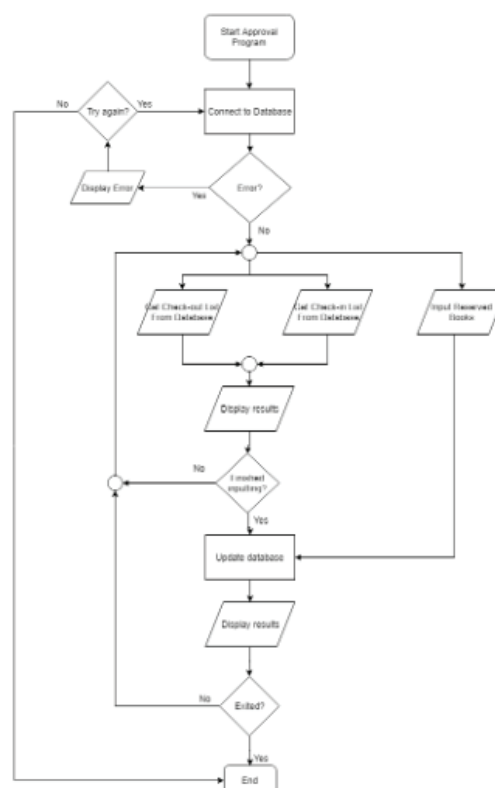 Start Approval
Program
No
Try again?
Yes
Connect to Database
Display Error
Yes
Error?
No
Get Check-out List
From Database
Get Check-in List
From Database
Input Reserved
Books
Display results
No
Finished
inputting?
Yes
Update database
Display results
No
Exited?
Yes
End